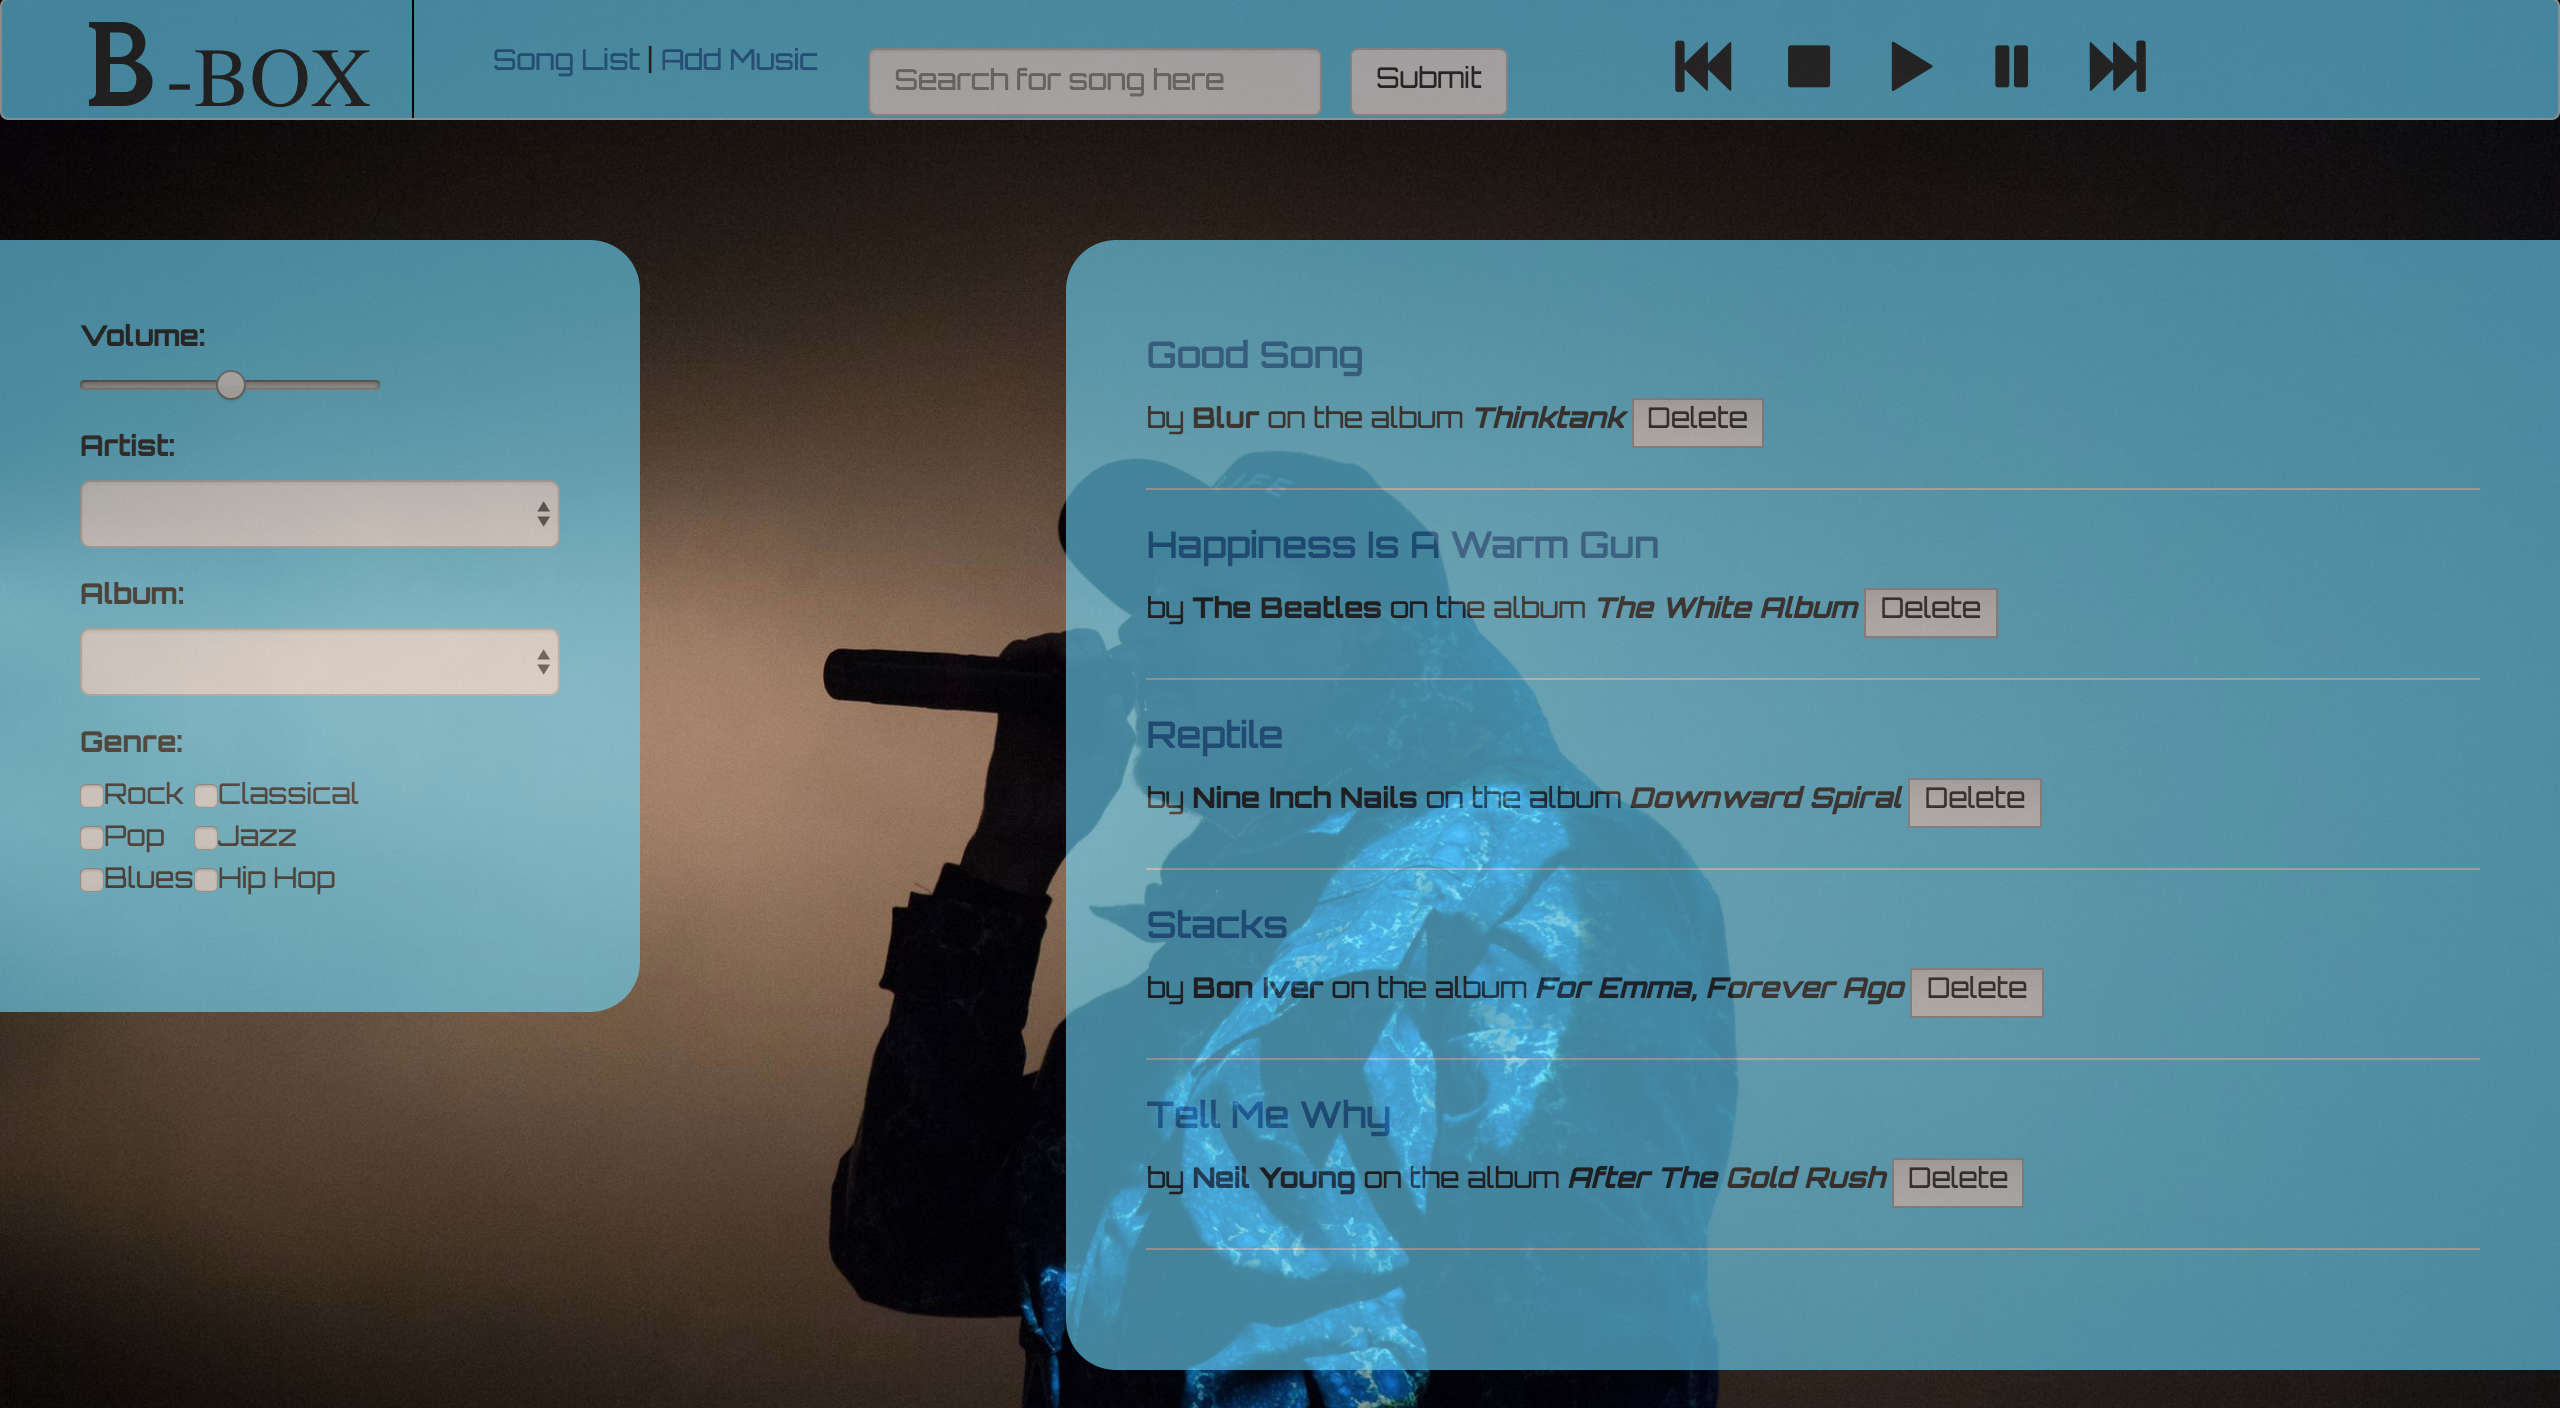 B-BOX
Song List | Add Music
Search for song here
Submit
Volume:
Artist:
Album:
Genre:
Rock Classical
Pop Jazz
Blues Hip Hop
Good Song
by Blur on the album Thinktank Delete
Happiness Is A Warm Gun
by The Beatles on the album The White Album Delete
Reptile
by Nine Inch Nails on the album Downward Spiral Delete
Stacks
by Bon Iver on the album For Emma, Forever Ago Delete
Tell Me Why
by Neil Young on the album After The Gold Rush Delete
LIFE